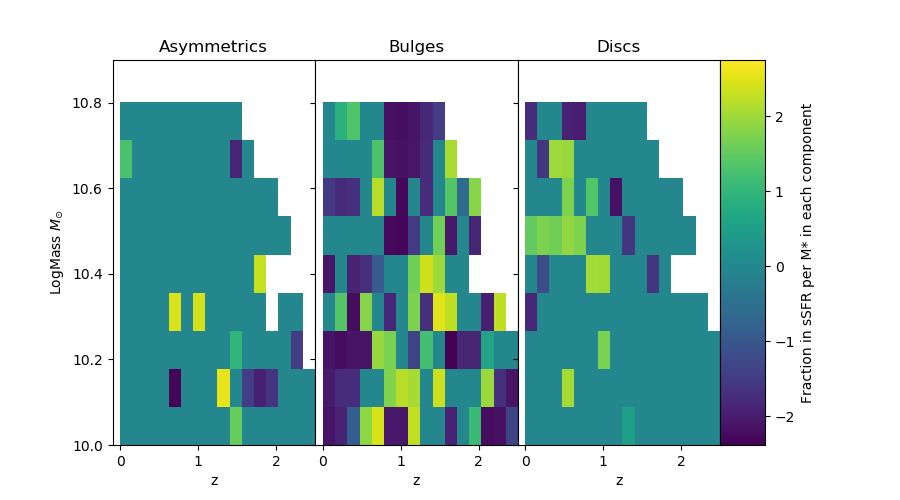 Asymmetrics Bulges Discs
10.8
10.6
10.4
10.2
10.0
LogMass M⊙
0 1 2 0 1 2 0 1 2
z z z
2
1
0
−1
−2
Fraction in sSFR per M* in each component